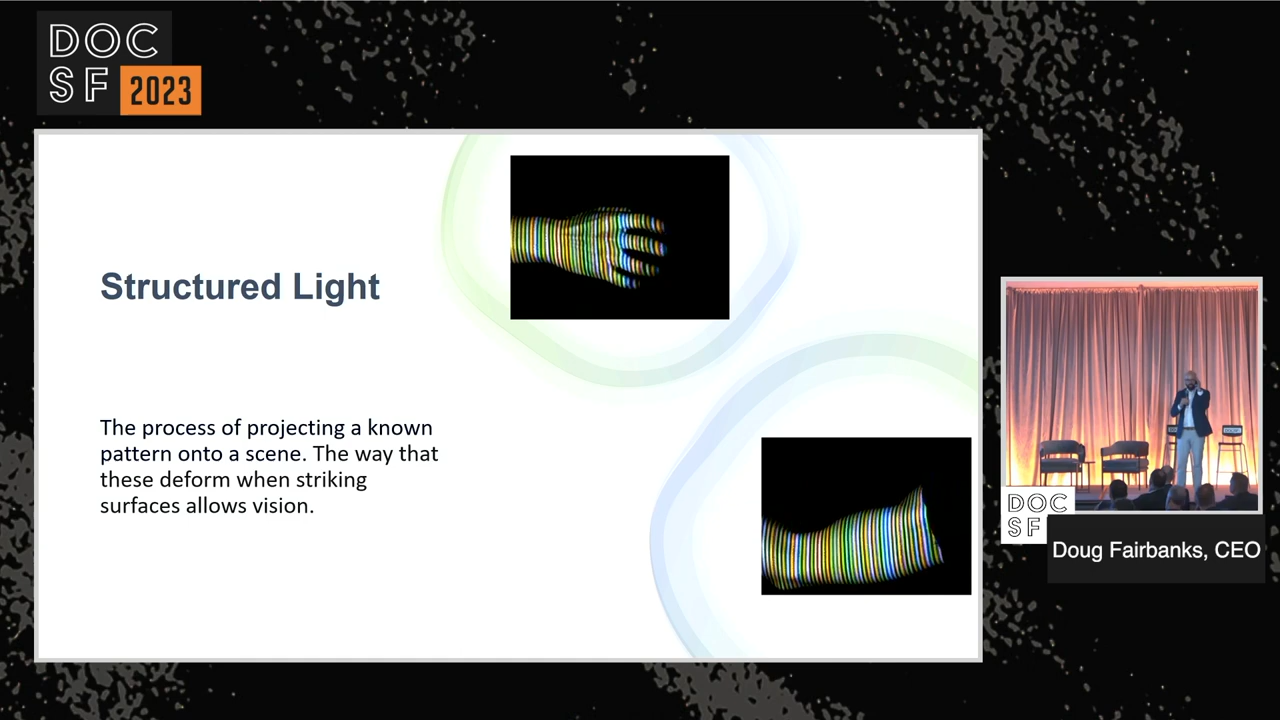 DOC
SF 2023
Structured Light
The process of projecting a known
pattern onto a scene. The way that
these deform when striking
surfaces allows vision.
DOC
SF
Doug Fairbanks, CEO